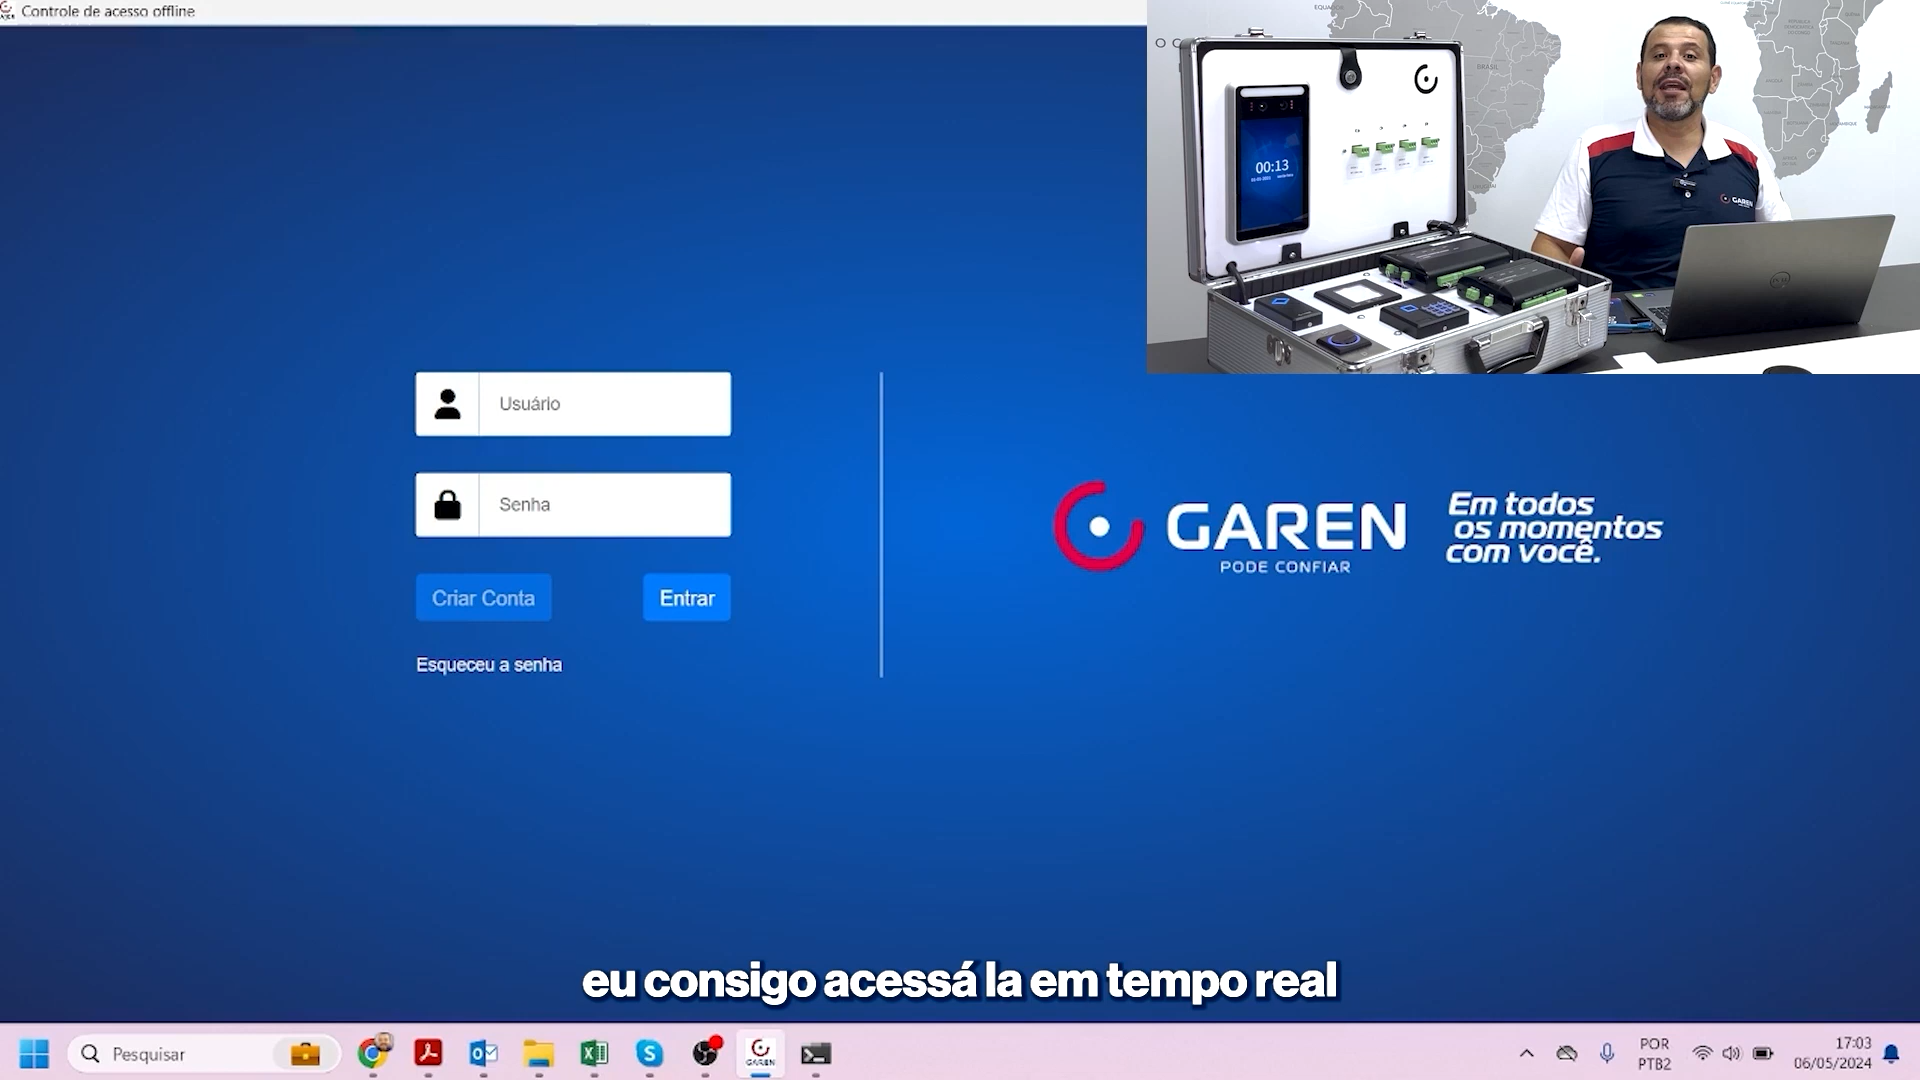 Controle de acesso offline
BRASIL
00:13
GAREN
Usuário
Senha
Criar Conta
Entrar
Esqueceu a senha
GAREN
PODE CONFIAR
Em todos
os momentos
com você.
eu consigo acessá la em tempo real
Pesquisar
GAREN
POR
PTB2
17:03
06/05/2024